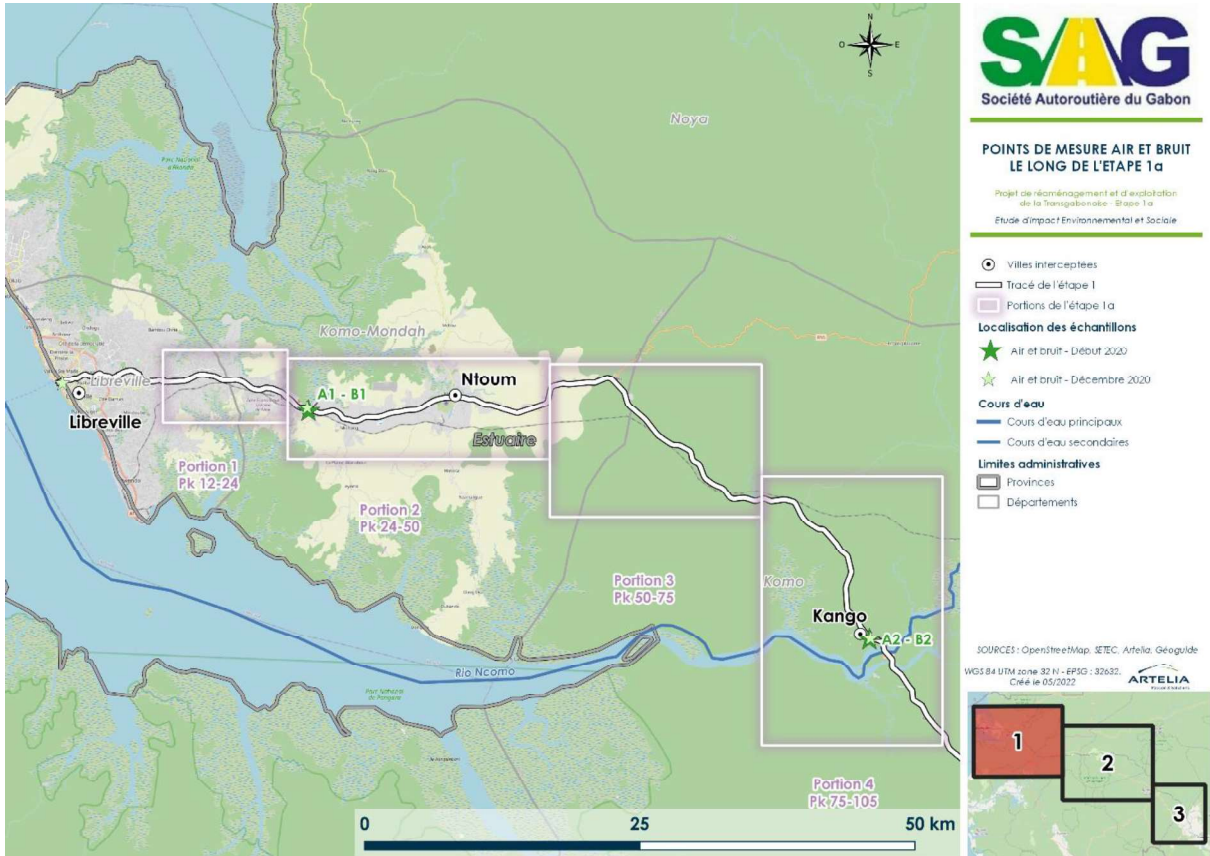 N
O
E
S
Noya
Komo-Mondah
Libreville
Libreville
A1 - B1
Ntoum
Estuaire
Portion 1
Pk 12-24
Portion 2
Pk 24-50
Portion 3
Pk 50-75
Komo
Kango
A2 - B2
Rio Ncomo
Portion 4
Pk 75-105
0 25 50 km
SAG
Société Autoroutière du Gabon
POINTS DE MESURE AIR ET BRUIT
LE LONG DE L'ETAPE 1a
Projet de réaménagement et d'exploitation
de la Transgabonaise - Etape 1a
Etude d'Impact Environnemental et Sociale
Villes interceptées
Tracé de l'étape 1
Portions de l'étape 1a
Localisation des échantillons
Air et bruit - Début 2020
Air et bruit - Décembre 2020
Cours d'eau
Cours d'eau principaux
Cours d'eau secondaires
Limites administratives
Provinces
Départements
SOURCES : OpenStreetMap, SETEC, Artelia, Géoguide
WGS 84 UTM zone 32 N - EPSG : 32632,
Créé le 05/2022
ARTELIA
1
2
3